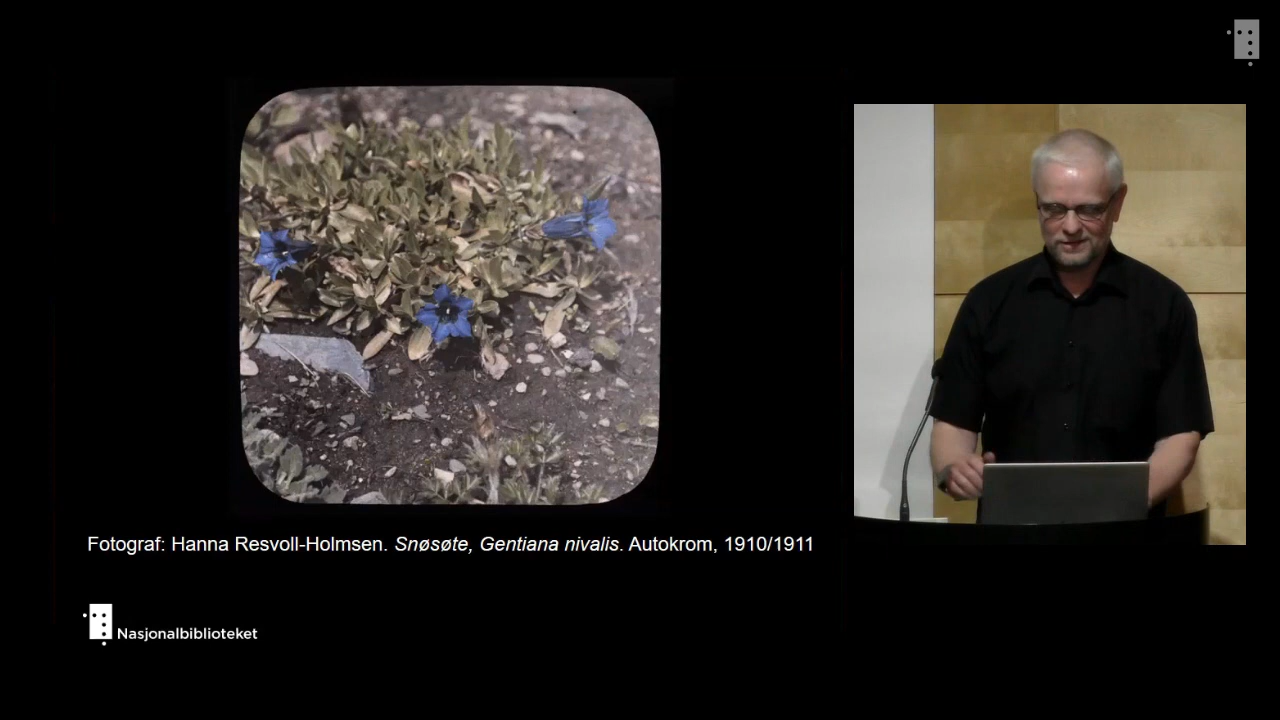 Fotograf: Hanna Resvoll-Holmsen. Snøsøte, Gentiana nivalis. Autokrom, 1910/1911
Nasjonalbiblioteket